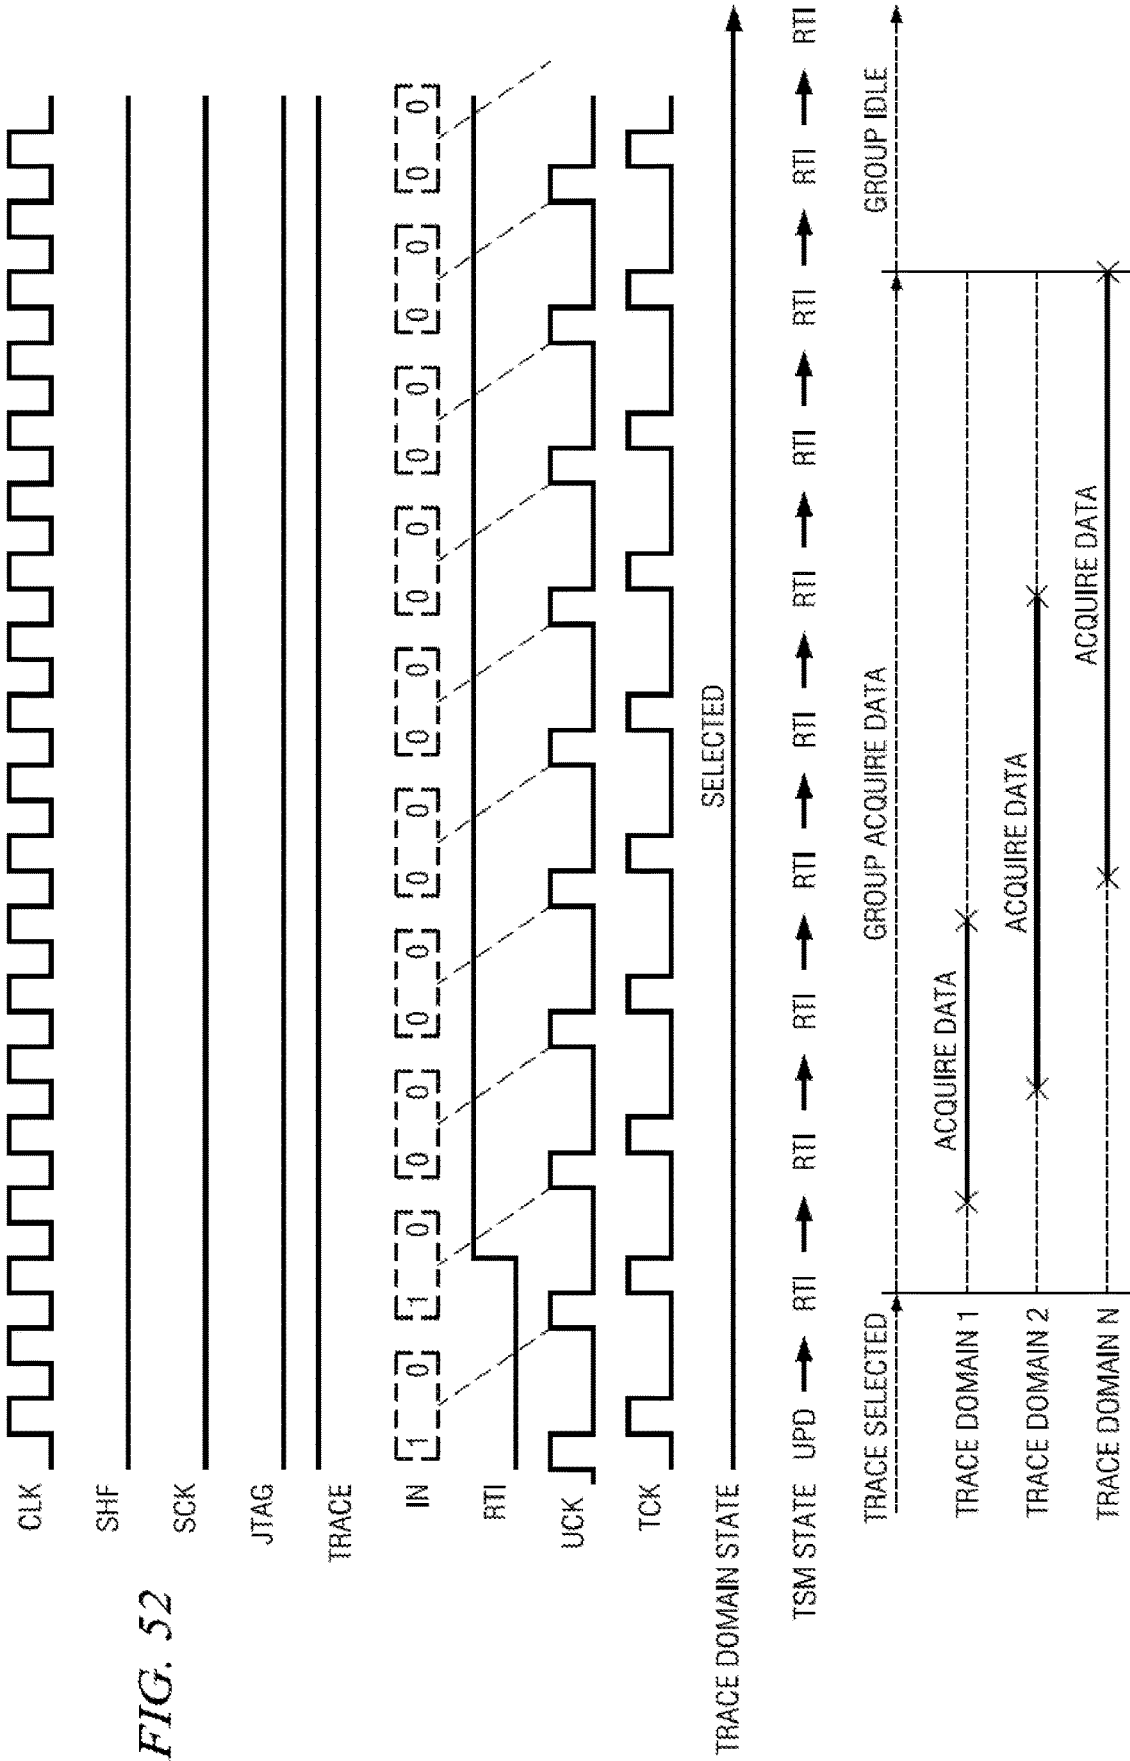 FIG. 52
CLK
SHF
SCK
JTAG
TRACE
IN 1 0 1 0 0 0 0 0 0 0 0 0 0 0 0 0 0 0 0 0
RTI
UCK
TCK
TRACE DOMAIN STATE SELECTED
TSM STATE UPD RTI RTI RTI RTI RTI RTI RTI RTI RTI RTI
TRACE SELECTED GROUP ACQUIRE DATA GROUP IDLE
TRACE DOMAIN 1 ACQUIRE DATA
TRACE DOMAIN 2 ACQUIRE DATA
TRACE DOMAIN N ACQUIRE DATA